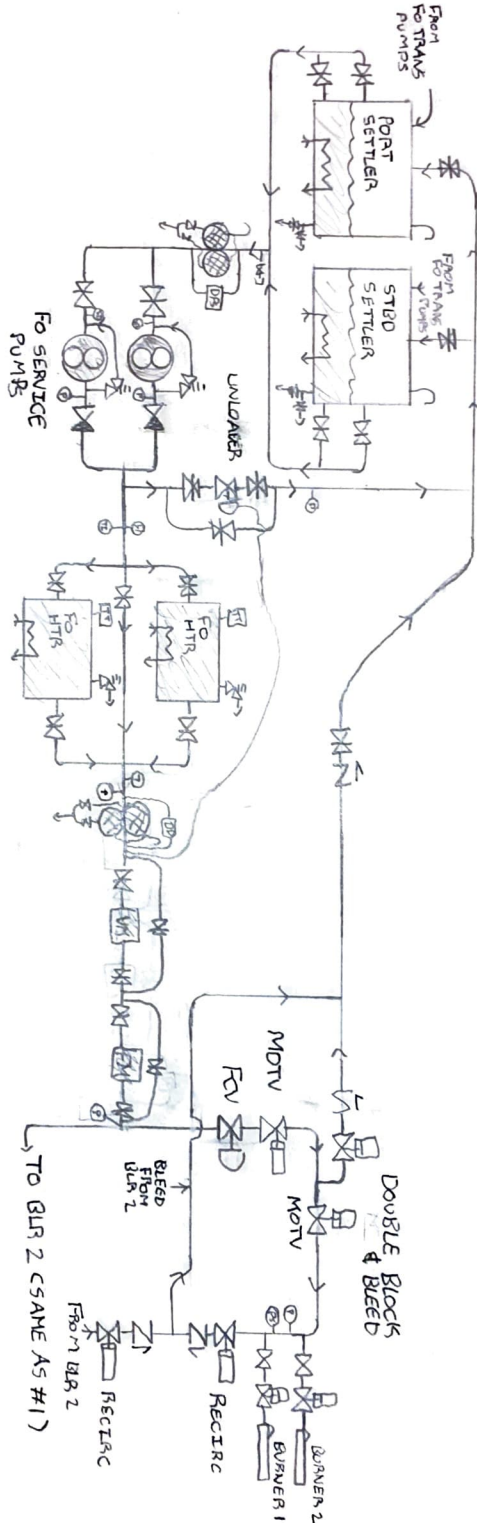 FROM
FO TRANS
PUMPS
PORT
SETTLER
FROM
FO TRANS
PUMPS
STBD
SETTLER
FO SERVICE
PUMPS
UNLOADER
FO
HTR
FO
HTR
P
T
FCV
MOTV
MOTV
DOUBLE BLOCK
& BLEED
BLEED
FROM
BLR 2
TO BLR 2 (SAME AS #1)
FROM BLR 2
RECIRC
RECIRC
BURNER 1
BURNER 2